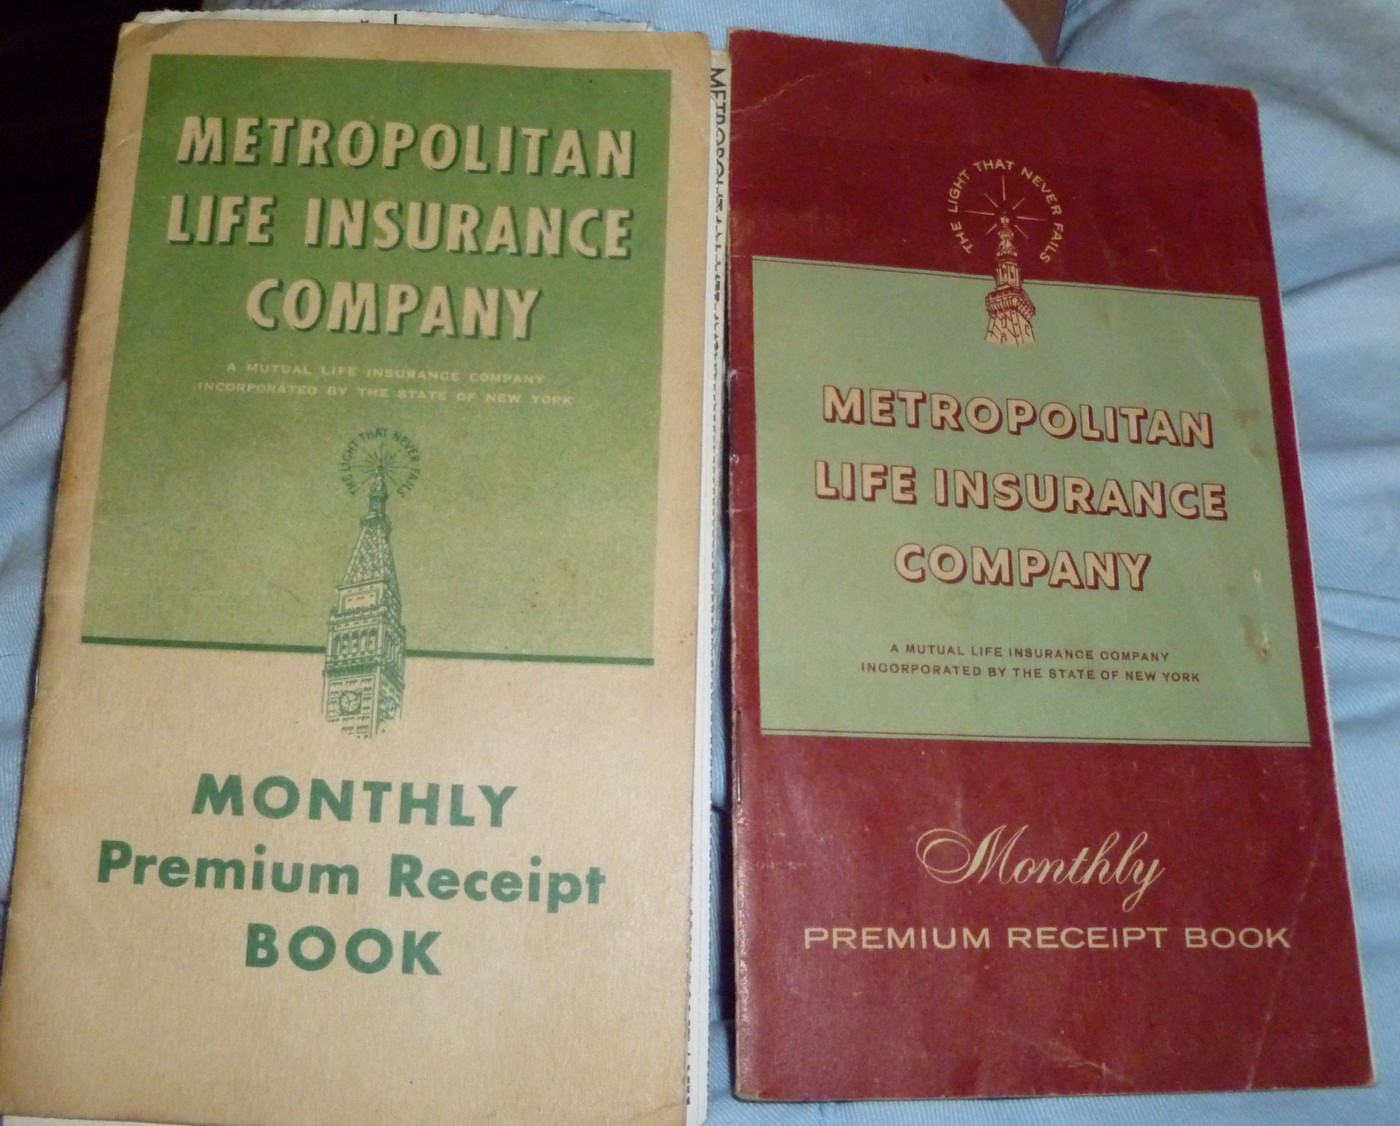 METROPOLITAN
LIFE INSURANCE
COMPANY
A MUTUAL LIFE INSURANCE COMPANY
INCORPORATED BY THE STATE OF NEW YORK
THE LIGHT THAT NEVER FAILS
MONTHLY
Premium Receipt
BOOK
THE LIGHT THAT NEVER FAILS
METROPOLITAN
LIFE INSURANCE
COMPANY
A MUTUAL LIFE INSURANCE COMPANY
INCORPORATED BY THE STATE OF NEW YORK
Monthly
PREMIUM RECEIPT BOOK